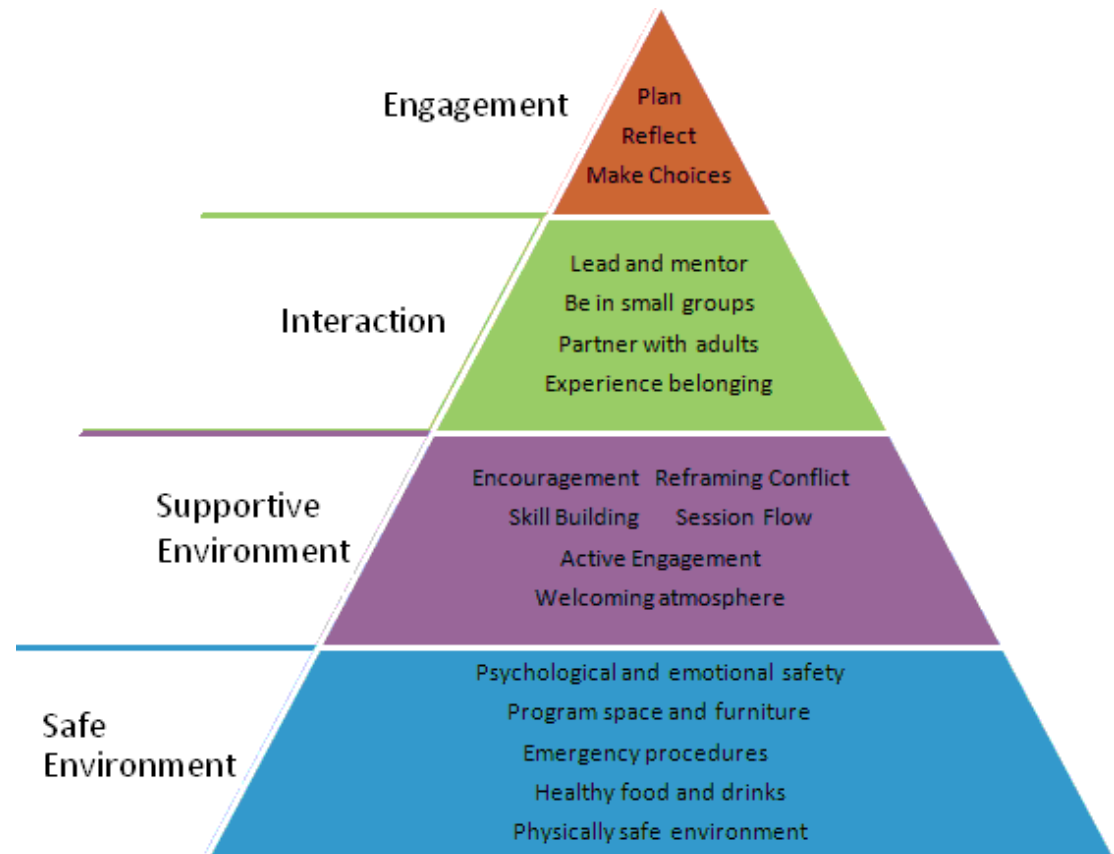 Engagement
Plan
Reflect
Make Choices
Interaction
Lead and mentor
Be in small groups
Partner with adults
Experience belonging
Supportive
Environment
Encouragement Reframing Conflict
Skill Building Session Flow
Active Engagement
Welcoming atmosphere
Safe
Environment
Psychological and emotional safety
Program space and furniture
Emergency procedures
Healthy food and drinks
Physically safe environment